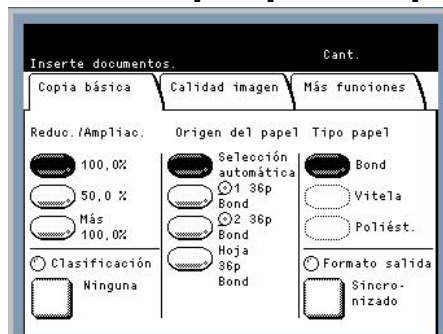 Cant.
Inserte documentos.
Copia básica
Calidad imagen
Más funciones
Reduc./Ampliac.
Origen del papel
Tipo papel
100,0%
50,0 %
Más
100,0%
Selección
automática
1 36p
Bond
2 36p
Bond
Hoja
36p
Bond
Bond
Vitela
Poliést.
Clasificación
Ninguna
Formato salida
Sincro-
nizado